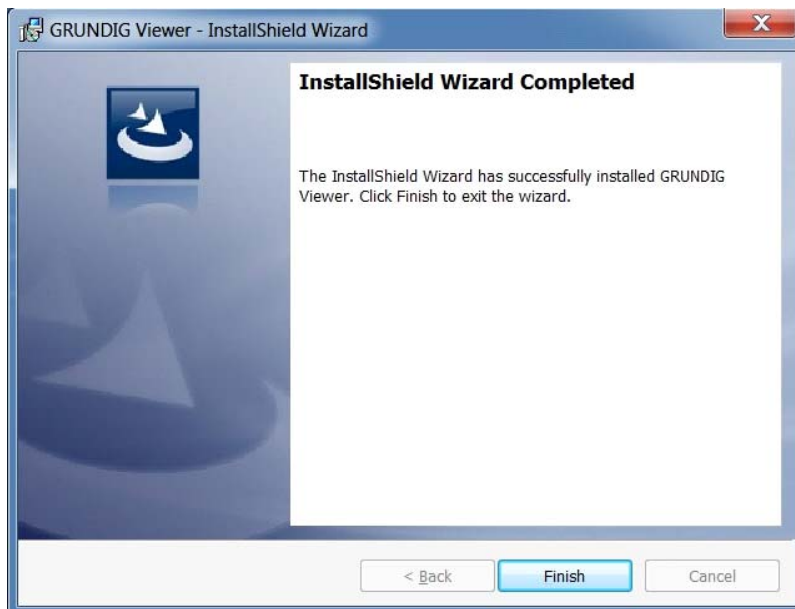 GRUNDIG Viewer - InstallShield Wizard
X
InstallShield Wizard Completed
The InstallShield Wizard has successfully installed GRUNDIG
Viewer. Click Finish to exit the wizard.
< Back
Finish
Cancel